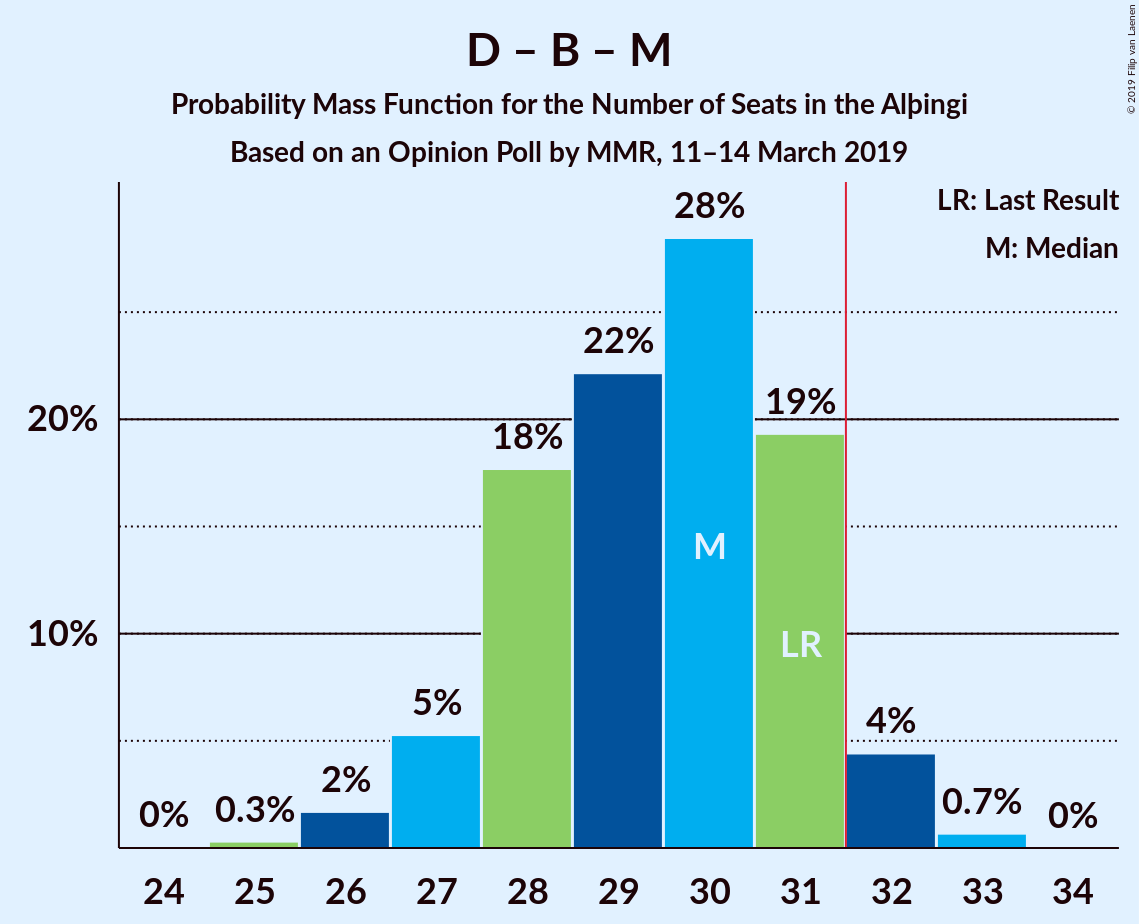 D – B – M
Probability Mass Function for the Number of Seats in the Alþingi
Based on an Opinion Poll by MMR, 11–14 March 2019
© 2019 Filip van Laenen
LR: Last Result
M: Median
28%
22%
20%
19%
18%
M
10%
LR
5%
4%
2%
0%
0.3%
0.7%
0%
24 25 26 27 28 29 30 31 32 33 34